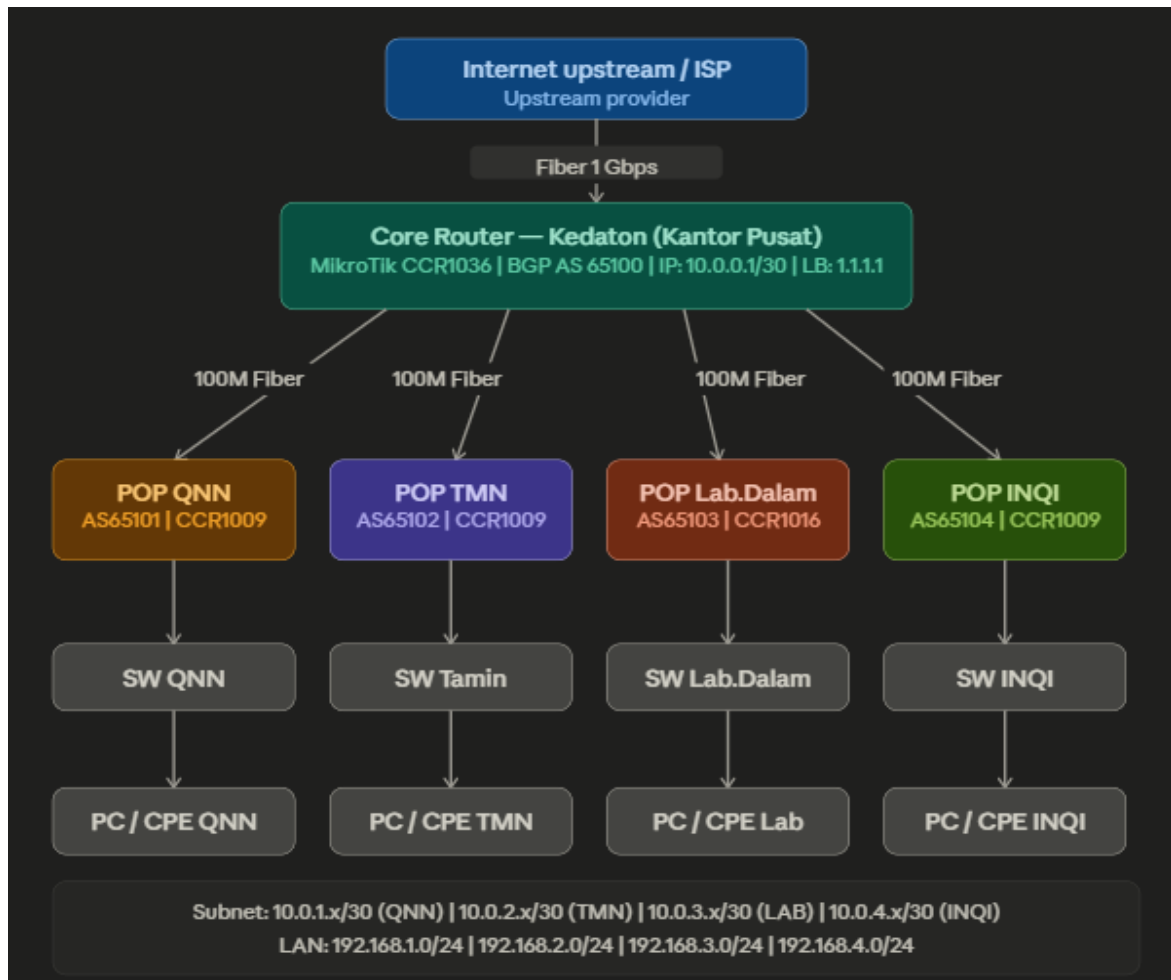 Internet upstream / ISP
Upstream provider
Fiber 1 Gbps
Core Router — Kedaton (Kantor Pusat)
MikroTik CCR1036 | BGP AS 65100 | IP: 10.0.0.1/30 | LB: 1.1.1.1
100M Fiber
100M Fiber
100M Fiber
100M Fiber
POP QNN
AS65101 | CCR1009
POP TMN
AS65102 | CCR1009
POP Lab.Dalam
AS65103 | CCR1016
POP INQI
AS65104 | CCR1009
SW QNN
SW Tamin
SW Lab.Dalam
SW INQI
PC / CPE QNN
PC / CPE TMN
PC / CPE Lab
PC / CPE INQI
Subnet: 10.0.1.x/30 (QNN) | 10.0.2.x/30 (TMN) | 10.0.3.x/30 (LAB) | 10.0.4.x/30 (INQI)
LAN: 192.168.1.0/24 | 192.168.2.0/24 | 192.168.3.0/24 | 192.168.4.0/24